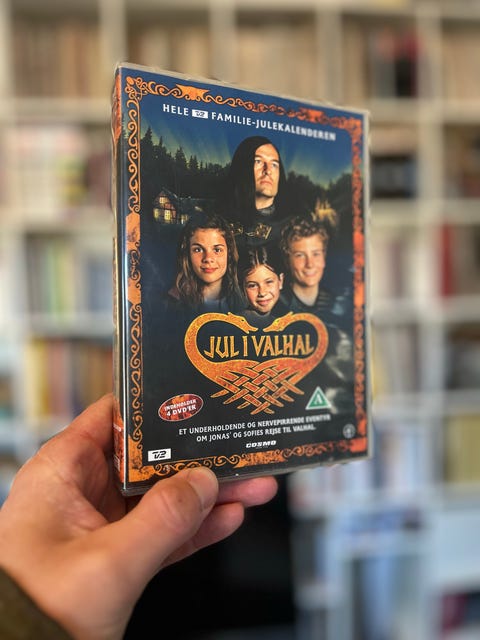 HELE TV2 FAMILIE-JULEKALENDEREN
JUL I VALHAL
INDEHOLDER
4 DVD'ER
A
ET UNDERHOLDENDE OG NERVEPIRRENDE EVENTYR
OM JONAS' OG SOFIES REJSE TIL VALHAL.
TV2
COSMO